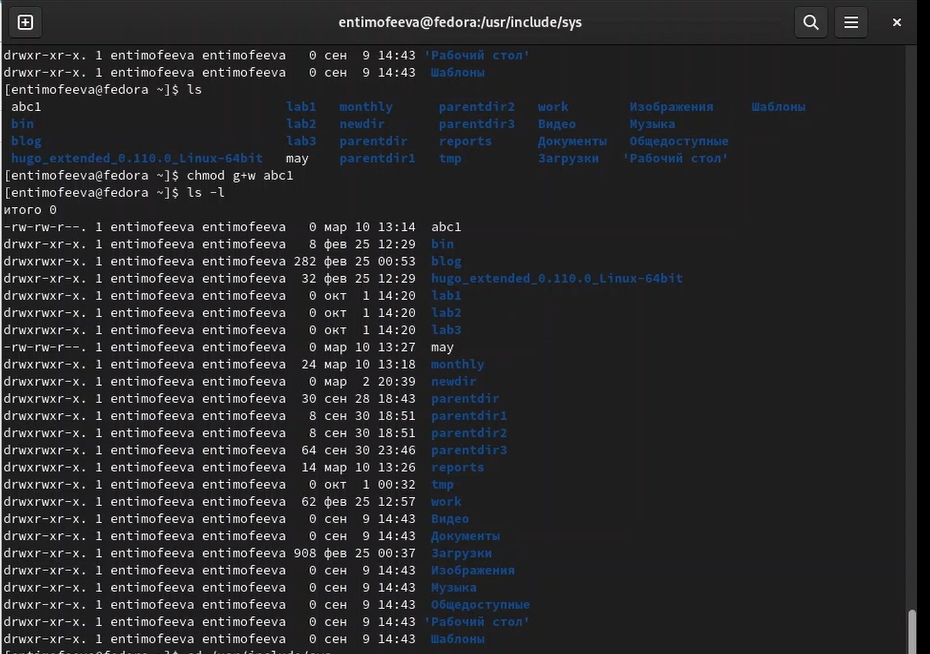 entimofeeva@fedora:/usr/include/sys
drwxr-xr-x. 1 entimofeeva entimofeeva   0 сен  9 14:43 'Рабочий стол'
drwxr-xr-x. 1 entimofeeva entimofeeva   0 сен  9 14:43  Шаблоны
[entimofeeva@fedora ~]$ ls
abc1 lab1 monthly parentdir2 work Изображения Шаблоны
bin lab2 newdir parentdir3 Видео Музыка
blog lab3 parentdir reports Документы Общедоступные
hugo_extended_0.110.0_Linux-64bit may parentdir1 tmp Загрузки 'Рабочий стол'
[entimofeeva@fedora ~]$ chmod g+w abc1
[entimofeeva@fedora ~]$ ls -l
итого 0
-rw-rw-r--. 1 entimofeeva entimofeeva   0 мар 10 13:14  abc1
drwxr-xr-x. 1 entimofeeva entimofeeva   8 фев 25 12:29  bin
drwxrwxr-x. 1 entimofeeva entimofeeva 282 фев 25 00:53  blog
drwxr-xr-x. 1 entimofeeva entimofeeva  32 фев 25 12:29  hugo_extended_0.110.0_Linux-64bit
drwxrwxr-x. 1 entimofeeva entimofeeva   0 окт  1 14:20  lab1
drwxrwxr-x. 1 entimofeeva entimofeeva   0 окт  1 14:20  lab2
drwxrwxr-x. 1 entimofeeva entimofeeva   0 окт  1 14:20  lab3
-rw-rw-r--. 1 entimofeeva entimofeeva   0 мар 10 13:27  may
drwxrwxr-x. 1 entimofeeva entimofeeva  24 мар 10 13:18  monthly
drwxrwxr-x. 1 entimofeeva entimofeeva   0 мар  2 20:39  newdir
drwxrwxr-x. 1 entimofeeva entimofeeva  30 сен 28 18:43  parentdir
drwxrwxr-x. 1 entimofeeva entimofeeva   8 сен 30 18:51  parentdir1
drwxrwxr-x. 1 entimofeeva entimofeeva   8 сен 30 18:51  parentdir2
drwxrwxr-x. 1 entimofeeva entimofeeva  64 сен 30 23:46  parentdir3
drwxrwxr-x. 1 entimofeeva entimofeeva  14 мар 10 13:26  reports
drwxrwxr-x. 1 entimofeeva entimofeeva   0 окт  1 00:32  tmp
drwxrwxr-x. 1 entimofeeva entimofeeva  62 фев 25 12:57  work
drwxr-xr-x. 1 entimofeeva entimofeeva   0 сен  9 14:43  Видео
drwxr-xr-x. 1 entimofeeva entimofeeva   0 сен  9 14:43  Документы
drwxr-xr-x. 1 entimofeeva entimofeeva 908 фев 25 00:37  Загрузки
drwxr-xr-x. 1 entimofeeva entimofeeva   0 сен  9 14:43  Изображения
drwxr-xr-x. 1 entimofeeva entimofeeva   0 сен  9 14:43  Музыка
drwxr-xr-x. 1 entimofeeva entimofeeva   0 сен  9 14:43  Общедоступные
drwxr-xr-x. 1 entimofeeva entimofeeva   0 сен  9 14:43 'Рабочий стол'
drwxr-xr-x. 1 entimofeeva entimofeeva   0 сен  9 14:43  Шаблоны
[entimofeeva@fedora ~]$ cd /usr/include/sys